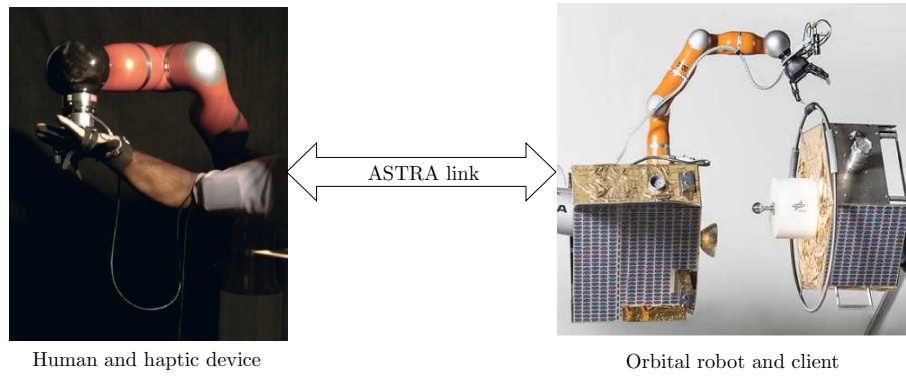 ASTRA link
A
Human and haptic device
Orbital robot and client